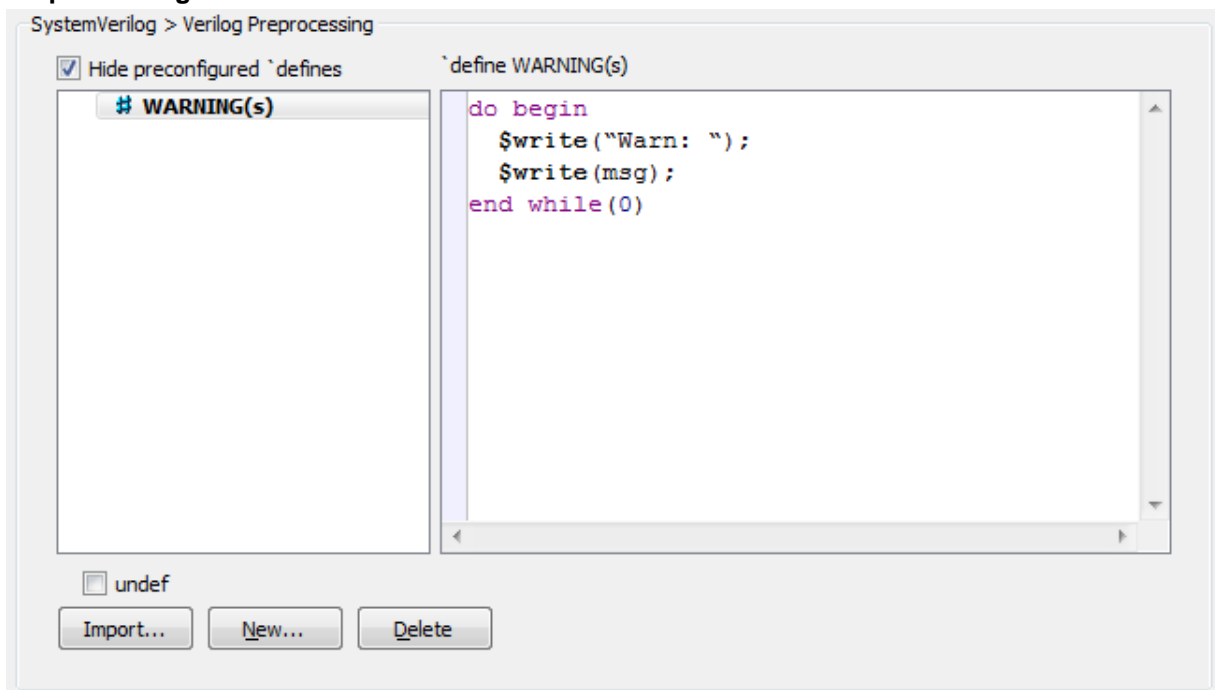 SystemVerilog > Verilog Preprocessing
Hide preconfigured `defines
`define WARNING(s)
# WARNING(s)
do begin
$write(“Warn: “);
$write(msg);
end while(0)
undef
Import...
New...
Delete